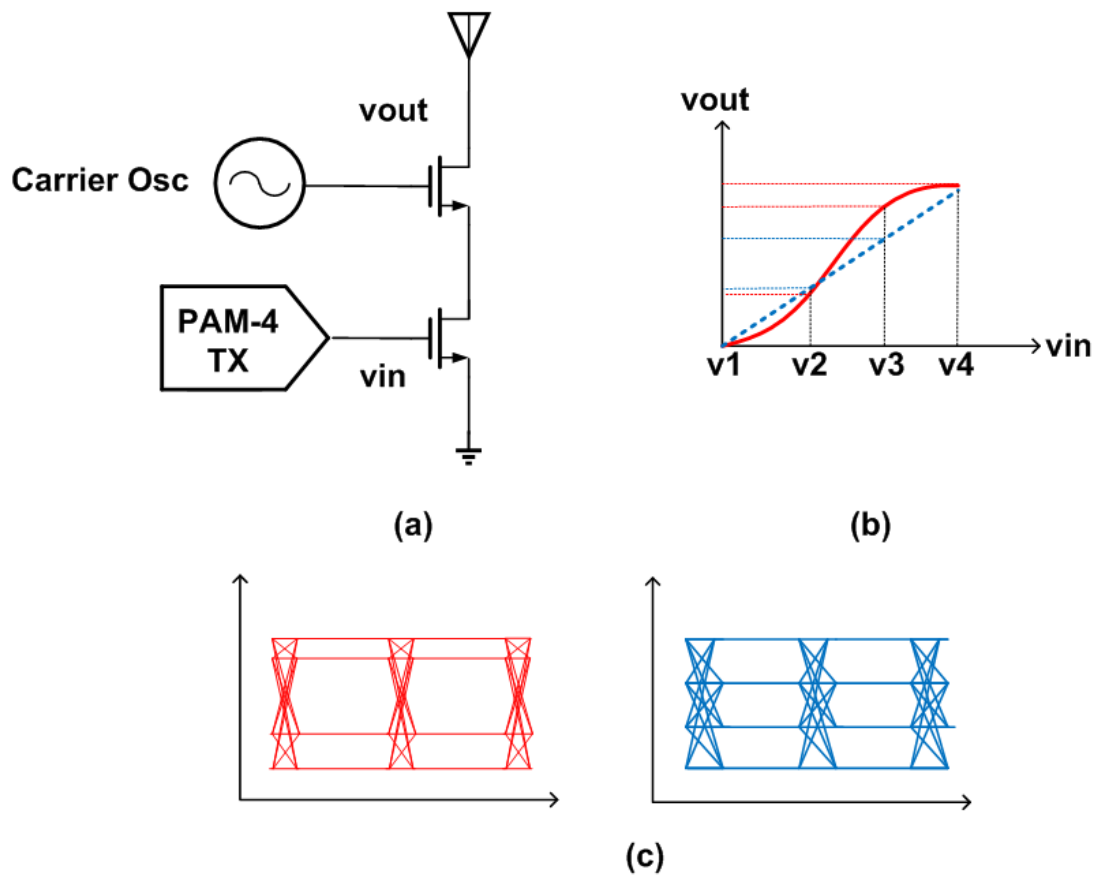 vout
Carrier Osc
PAM-4
TX
vin
(a)
vout
vin
v1 v2 v3 v4
(b)
(c)